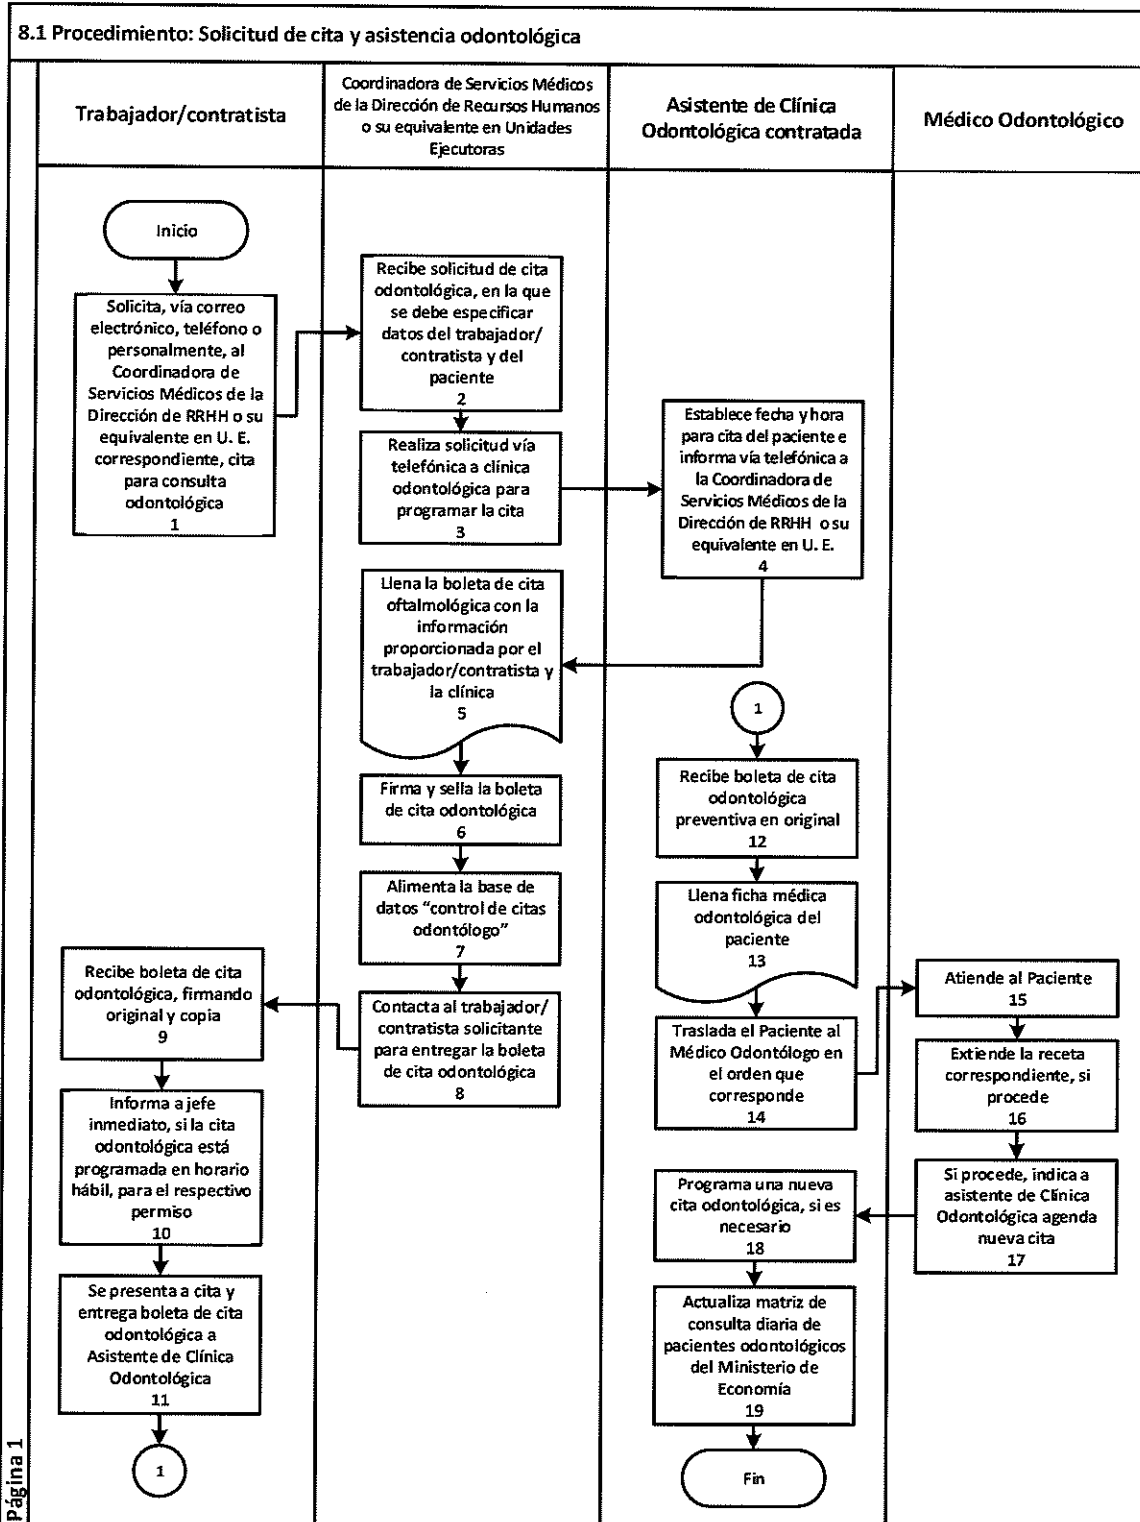 8.1 Procedimiento: Solicitud de cita y asistencia odontológica
Trabajador/contratista
Coordinadora de Servicios Médicos
de la Dirección de Recursos Humanos
o su equivalente en Unidades
Ejecutoras
Asistente de Clínica
Odontológica contratada
Médico Odontológico
Inicio
Solicita, vía correo
electrónico, teléfono o
personalmente, al
Coordinadora de
Servicios Médicos de la
Dirección de RRHH o su
equivalente en U. E.
correspondiente, cita
para consulta
odontológica
1
Recibe solicitud de cita
odontológica, en la que
se debe especificar
datos del trabajador/
contratista y del
paciente
2
Realiza solicitud vía
telefónica a clínica
odontológica para
programar la cita
3
Establece fecha y hora
para cita del paciente e
informa vía telefónica a
la Coordinadora de
Servicios Médicos de la
Dirección de RRHH o su
equivalente en U. E.
4
Llena la boleta de cita
oftalmológica con la
información
proporcionada por el
trabajador/contratista y
la clínica
5
Firma y sella la boleta
de cita odontológica
6
Alimenta la base de
datos “control de citas
odontólogo”
7
Contacta al trabajador/
contratista solicitante
para entregar la boleta
de cita odontológica
8
Recibe boleta de cita
odontológica, firmando
original y copia
9
Informa a jefe
inmediato, si la cita
odontológica está
programada en horario
hábil, para el respectivo
permiso
10
Se presenta a cita y
entrega boleta de cita
odontológica a
Asistente de Clínica
Odontológica
11
1
1
Recibe boleta de cita
odontológica
preventiva en original
12
Llena ficha médica
odontológica del
paciente
13
Traslada el Paciente al
Médico Odontólogo en
el orden que
corresponde
14
Atiende al Paciente
15
Extiende la receta
correspondiente, si
procede
16
Si procede, indica a
asistente de Clínica
Odontológica agenda
nueva cita
17
Programa una nueva
cita odontológica, si es
necesario
18
Actualiza matriz de
consulta diaria de
pacientes odontológicos
del Ministerio de
Economía
19
Fin
Página 1